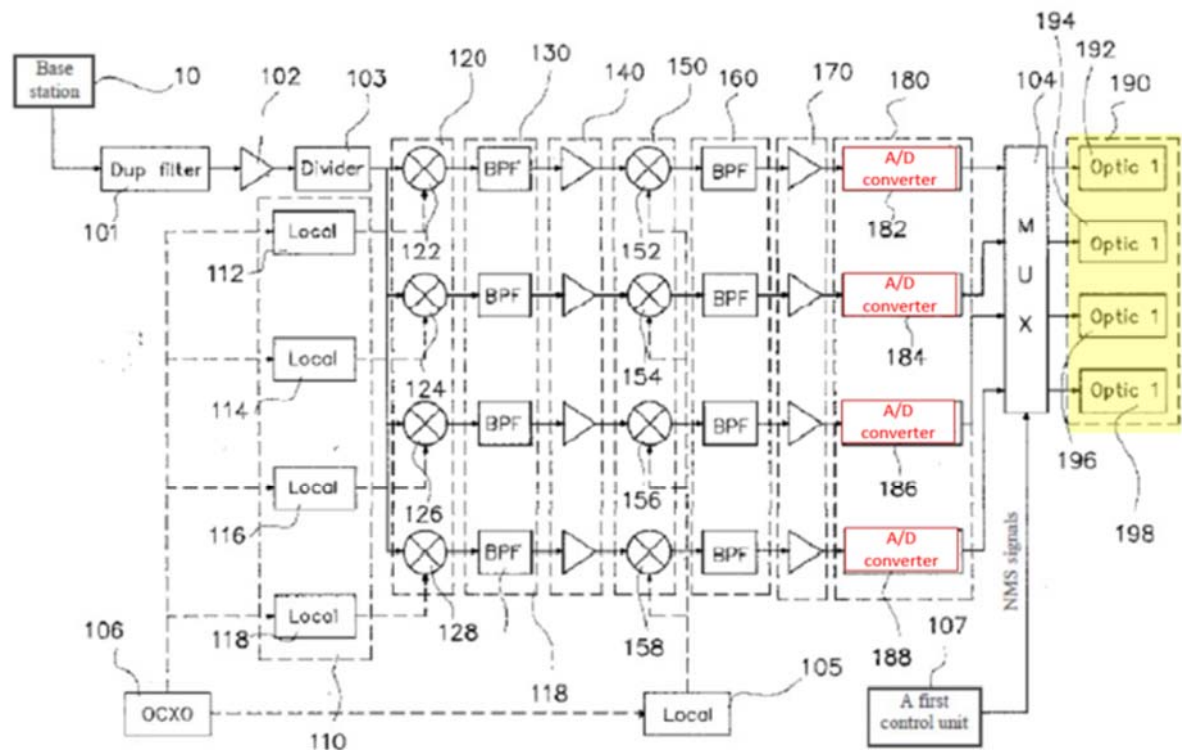 194
192
190
Base
station
10
102
103
120
130
140
150
160
170
180
104
Dup filter
Divider
BPF
BPF
A/D
converter
Optic 1
101
Local
112
122
152
182
M
U
X
Optic 1
BPF
BPF
A/D
converter
Local
114
124
154
184
Optic 1
BPF
BPF
A/D
converter
Optic 1
Local
116
126
156
186
196
198
BPF
BPF
A/D
converter
NMS signals
Local
118
128
158
188
107
106
118
105
OCXO
110
Local
A first
control unit